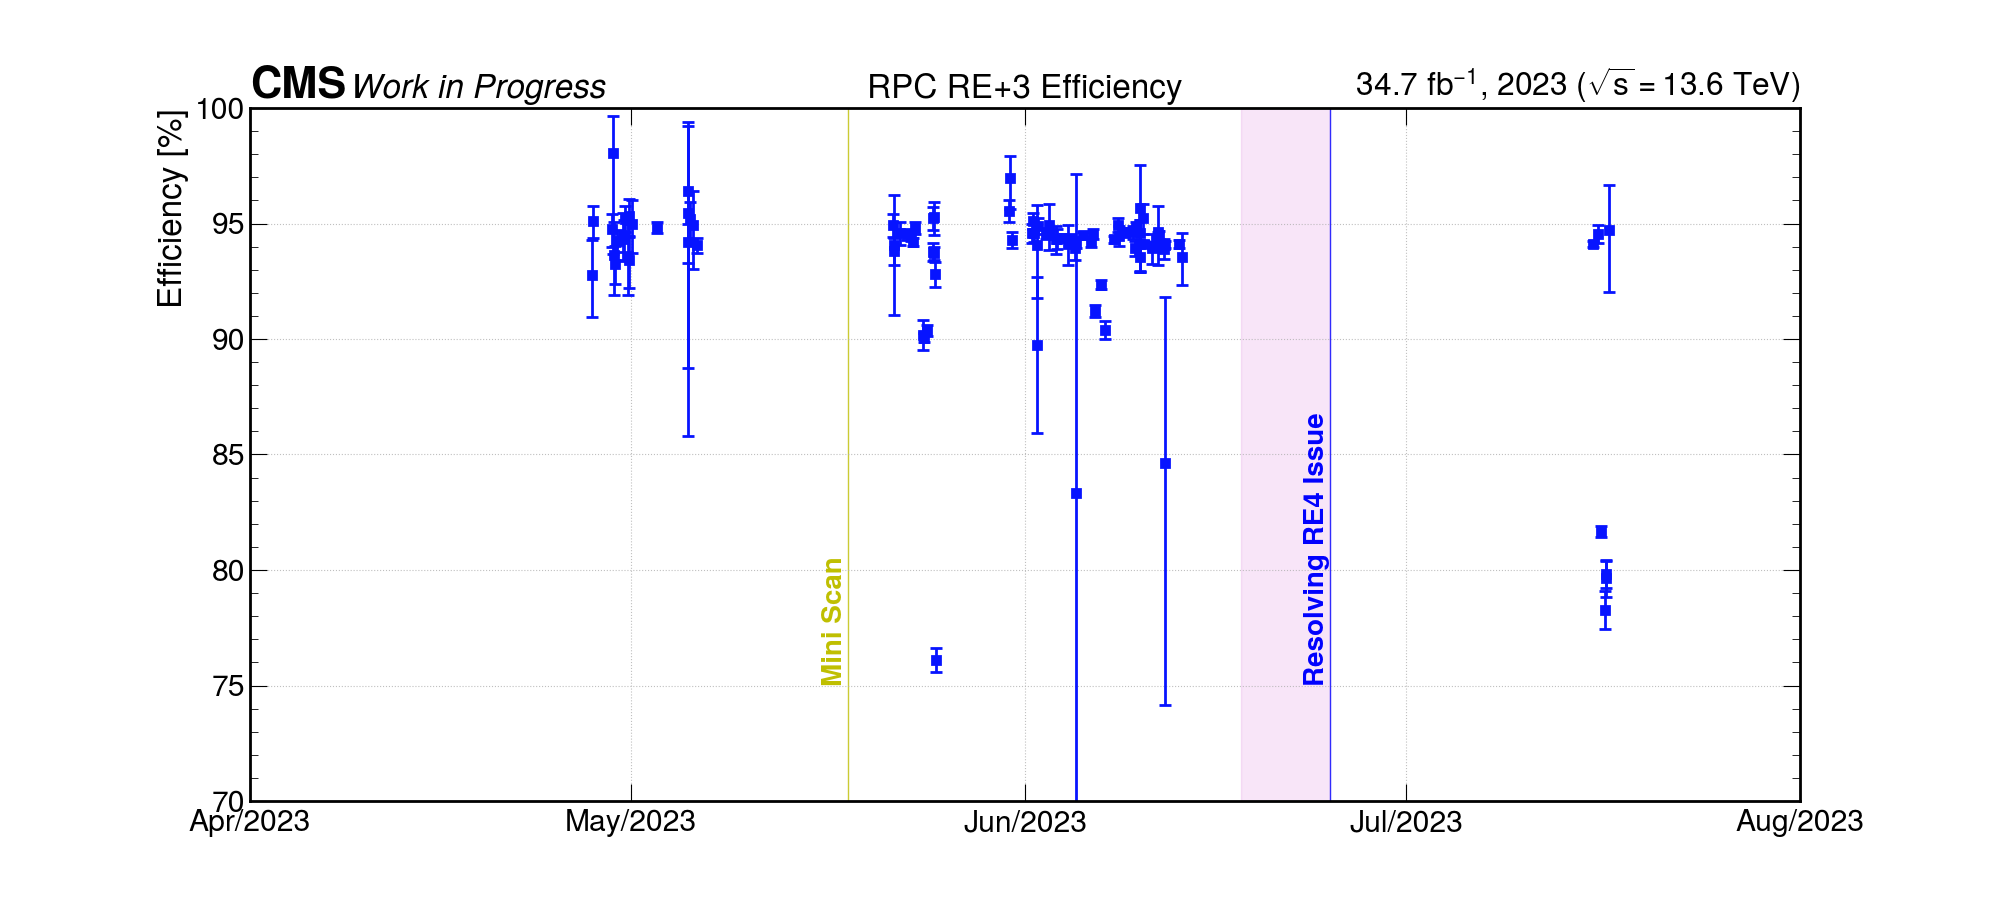 CMS Work in Progress RPC RE+3 Efficiency 34.7 fb⁻¹, 2023 (√s = 13.6 TeV)
Efficiency [%]
100
95
90
85
80
75
70
Mini Scan
Resolving RE4 Issue
Apr/2023 May/2023 Jun/2023 Jul/2023 Aug/2023